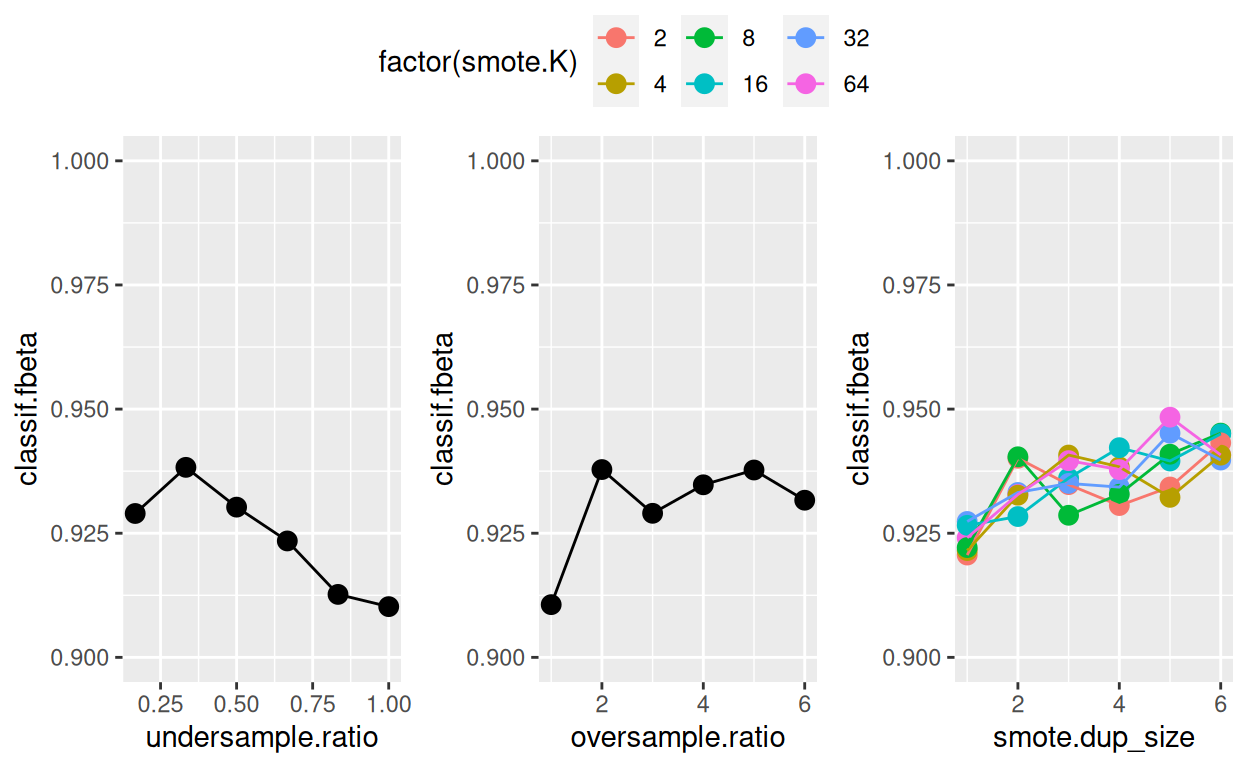 factor(smote.K)
2 8 32
4 16 64
classif.fbeta
1.000
0.975
0.950
0.925
0.900
0.25 0.50 0.75 1.00
undersample.ratio
classif.fbeta
1.000
0.975
0.950
0.925
0.900
2 4 6
oversample.ratio
classif.fbeta
1.000
0.975
0.950
0.925
0.900
2 4 6
smote.dup_size